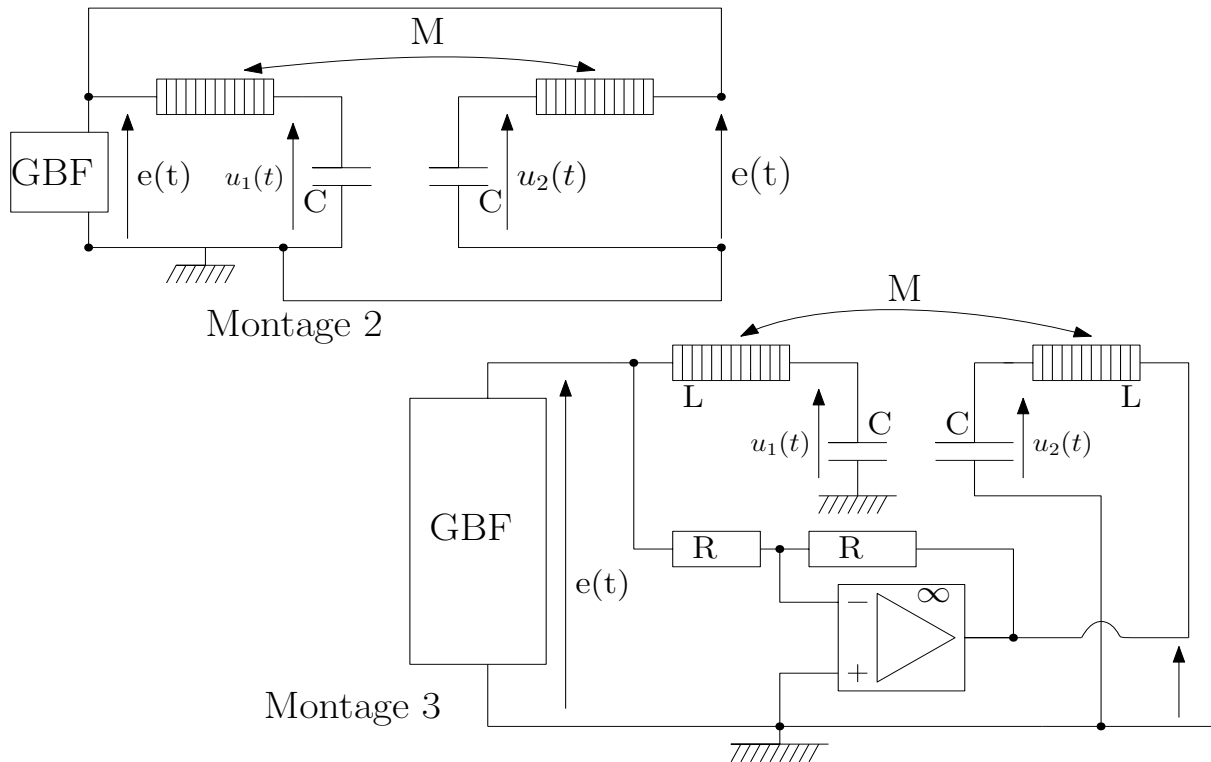 M
GBF
e(t)
u₁(t)
C
C
u₂(t)
e(t)
Montage 2
M
L
L
u₁(t)
C
C
u₂(t)
GBF
e(t)
R
R
∞
−
+
Montage 3